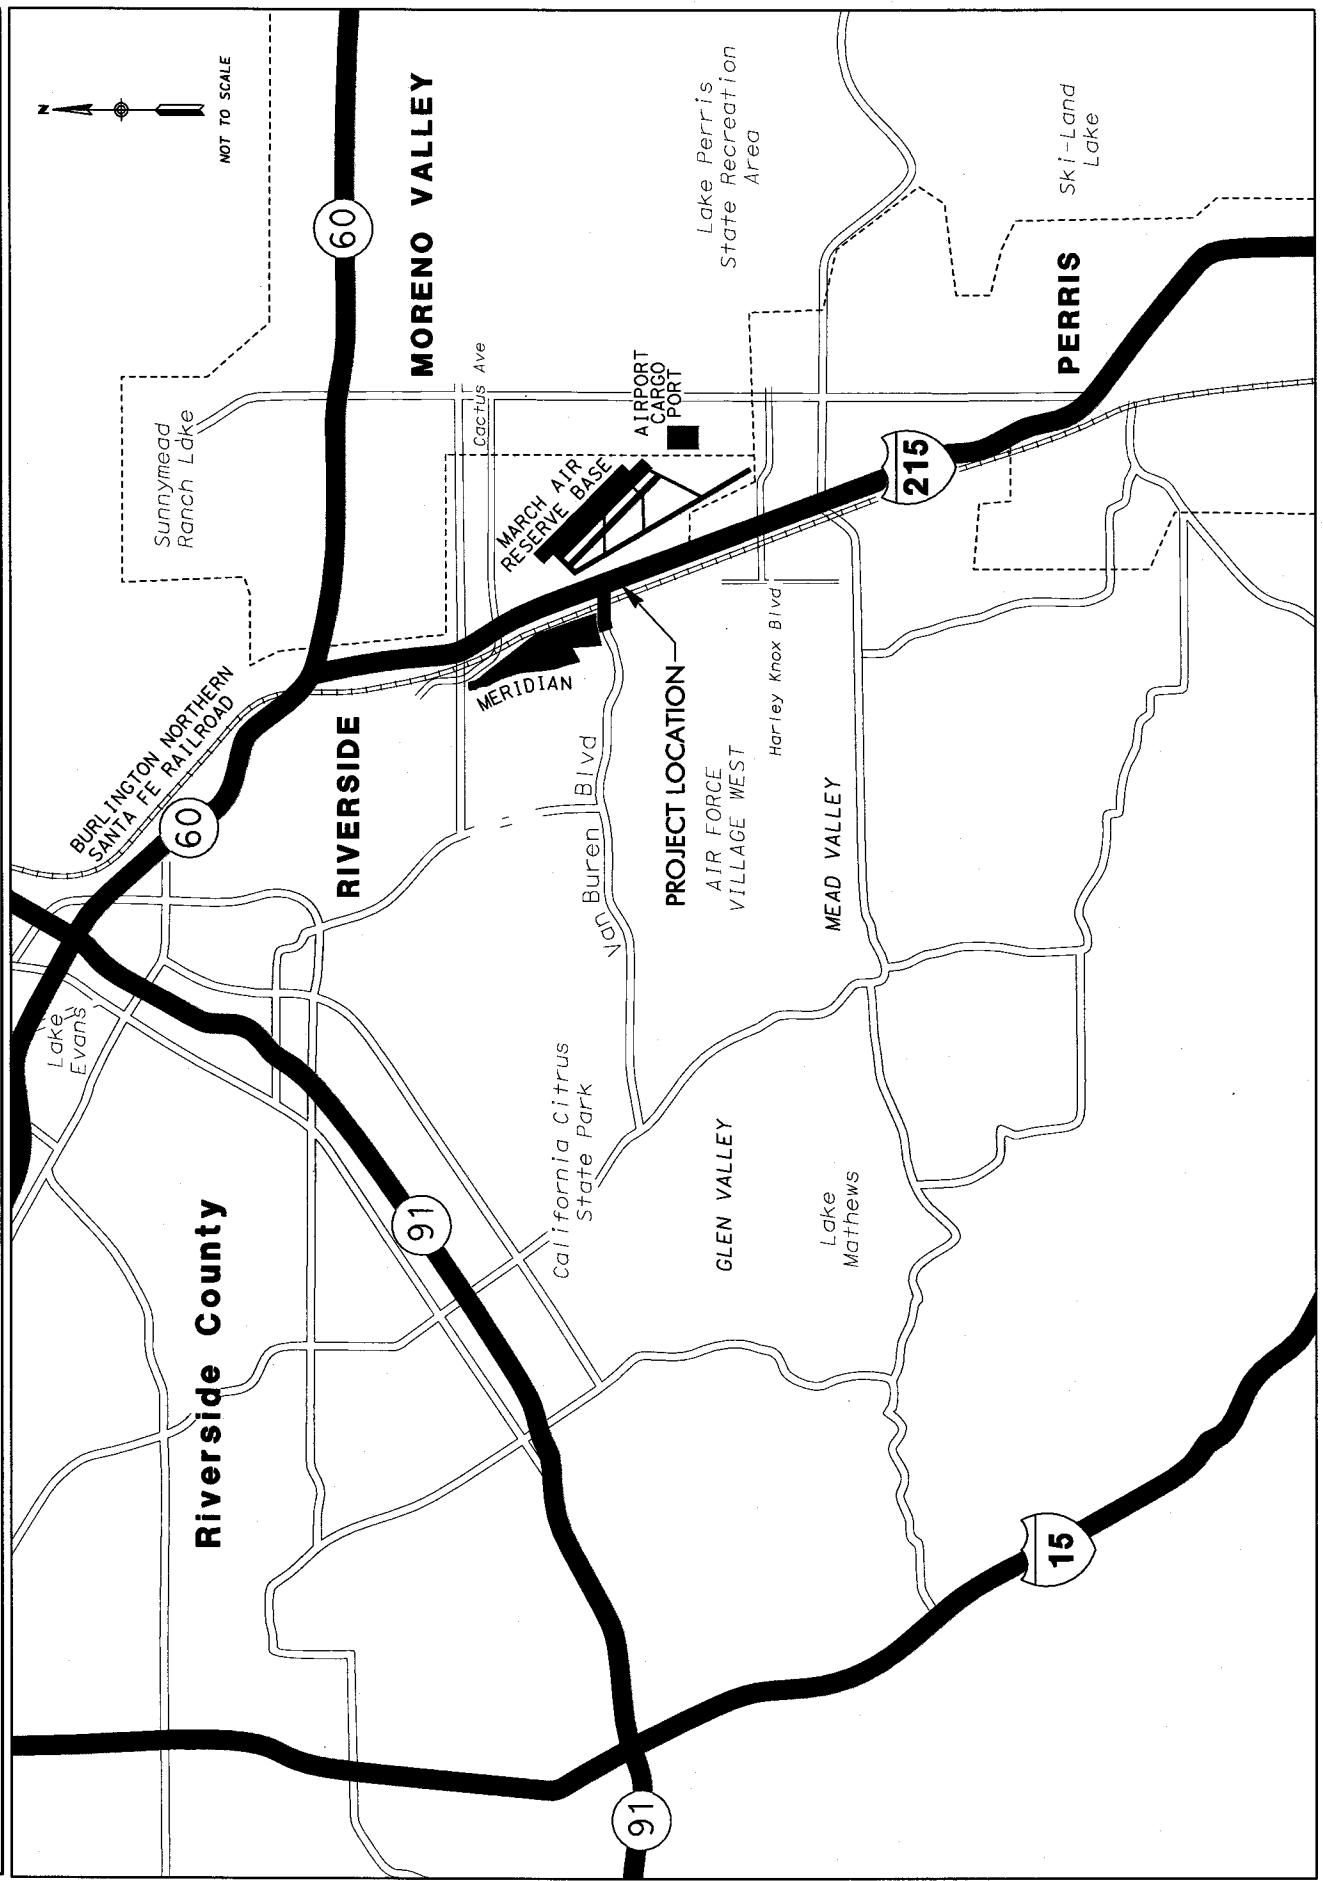 N
NOT TO SCALE
60
MORENO VALLEY
Lake Perris
State Recreation
Area
Ski-Land
Lake
Sunnymead
Ranch Lake
Cactus Ave
AIRPORT
CARGO
PORT
PERRIS
MARCH AIR
RESERVE BASE
215
BURLINGTON NORTHERN
SANTA FE RAILROAD
60
RIVERSIDE
MERIDIAN
Van Buren Blvd
PROJECT LOCATION
AIR FORCE
VILLAGE WEST
Harley Knox Blvd
MEAD VALLEY
Lake
Evans
Riverside County
91
California Citrus
State Park
GLEN VALLEY
Lake
Mathews
15
91